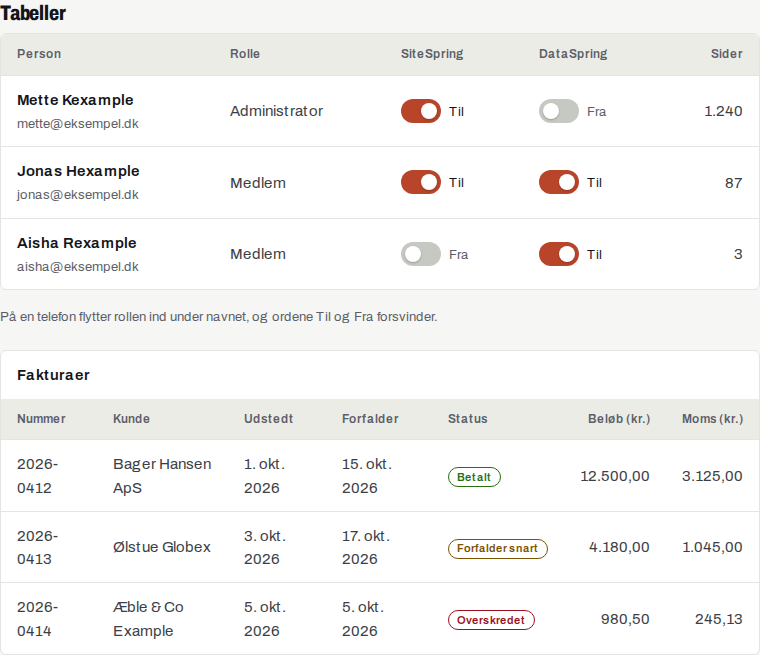 Tabeller
Person Rolle SiteSpring DataSpring Sider
Mette Kexample
mette@eksempel.dk
Administrator Til Fra 1.240
Jonas Hexample
jonas@eksempel.dk
Medlem Til Til 87
Aisha Rexample
aisha@eksempel.dk
Medlem Fra Til 3
På en telefon flytter rollen ind under navnet, og ordene Til og Fra forsvinder.
Fakturaer
Nummer Kunde Udstedt Forfalder Status Beløb (kr.) Moms (kr.)
2026-0412 Bager Hansen ApS 1. okt. 2026 15. okt. 2026 Betalt 12.500,00 3.125,00
2026-0413 Ølstue Globex 3. okt. 2026 17. okt. 2026 Forfalder snart 4.180,00 1.045,00
2026-0414 Æble & Co Example 5. okt. 2026 5. okt. 2026 Overskredet 980,50 245,13